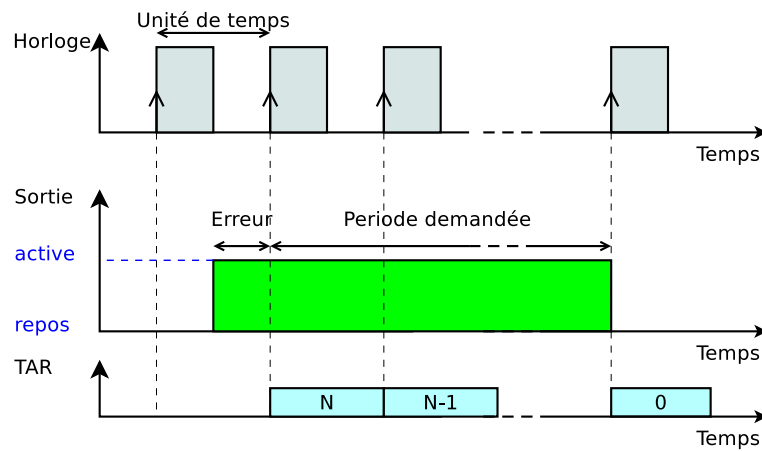 Unité de temps
Horloge
Temps
Sortie
Erreur
Periode demandée
active
repos
Temps
TAR
N
N-1
0
Temps